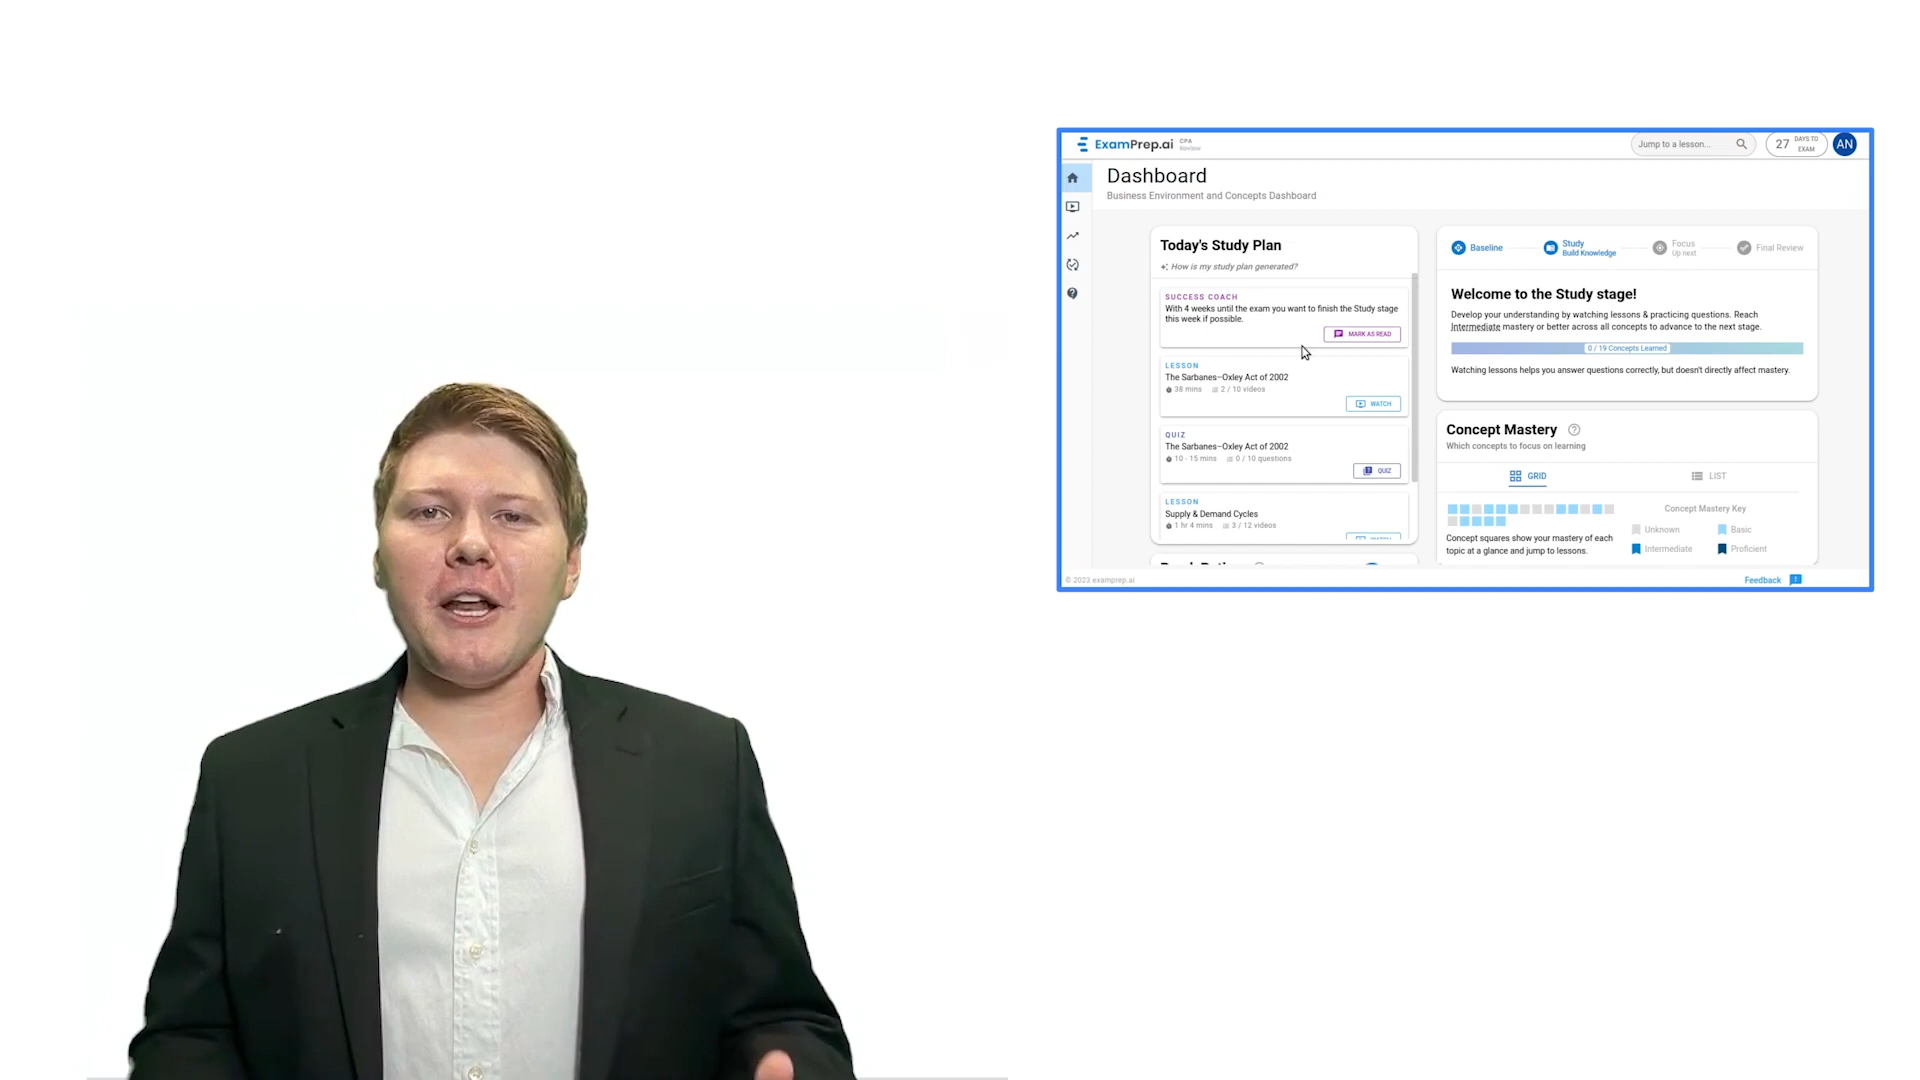 ExamPrep.ai
CPA
Review
Jump to a lesson...
27
DAYS TO
EXAM
AN
Dashboard
Business Environment and Concepts Dashboard
Today's Study Plan
How is my study plan generated?
SUCCESS COACH
With 4 weeks until the exam you want to finish the Study stage
this week if possible.
MARK AS READ
LESSON
The Sarbanes–Oxley Act of 2002
38 mins
2 / 10 videos
WATCH
QUIZ
The Sarbanes–Oxley Act of 2002
10 - 15 mins
0 / 10 questions
QUIZ
LESSON
Supply & Demand Cycles
1 hr 4 mins
3 / 12 videos
Baseline
Study
Build Knowledge
Focus
Up next
Final Review
Welcome to the Study stage!
Develop your understanding by watching lessons & practicing questions. Reach
Intermediate mastery or better across all concepts to advance to the next stage.
0 / 19 Concepts Learned
Watching lessons helps you answer questions correctly, but doesn't directly affect mastery.
Concept Mastery
Which concepts to focus on learning
GRID
LIST
Concept squares show your mastery of each
topic at a glance and jump to lessons.
Concept Mastery Key
Unknown
Basic
Intermediate
Proficient
© 2023 examprep.ai
Feedback